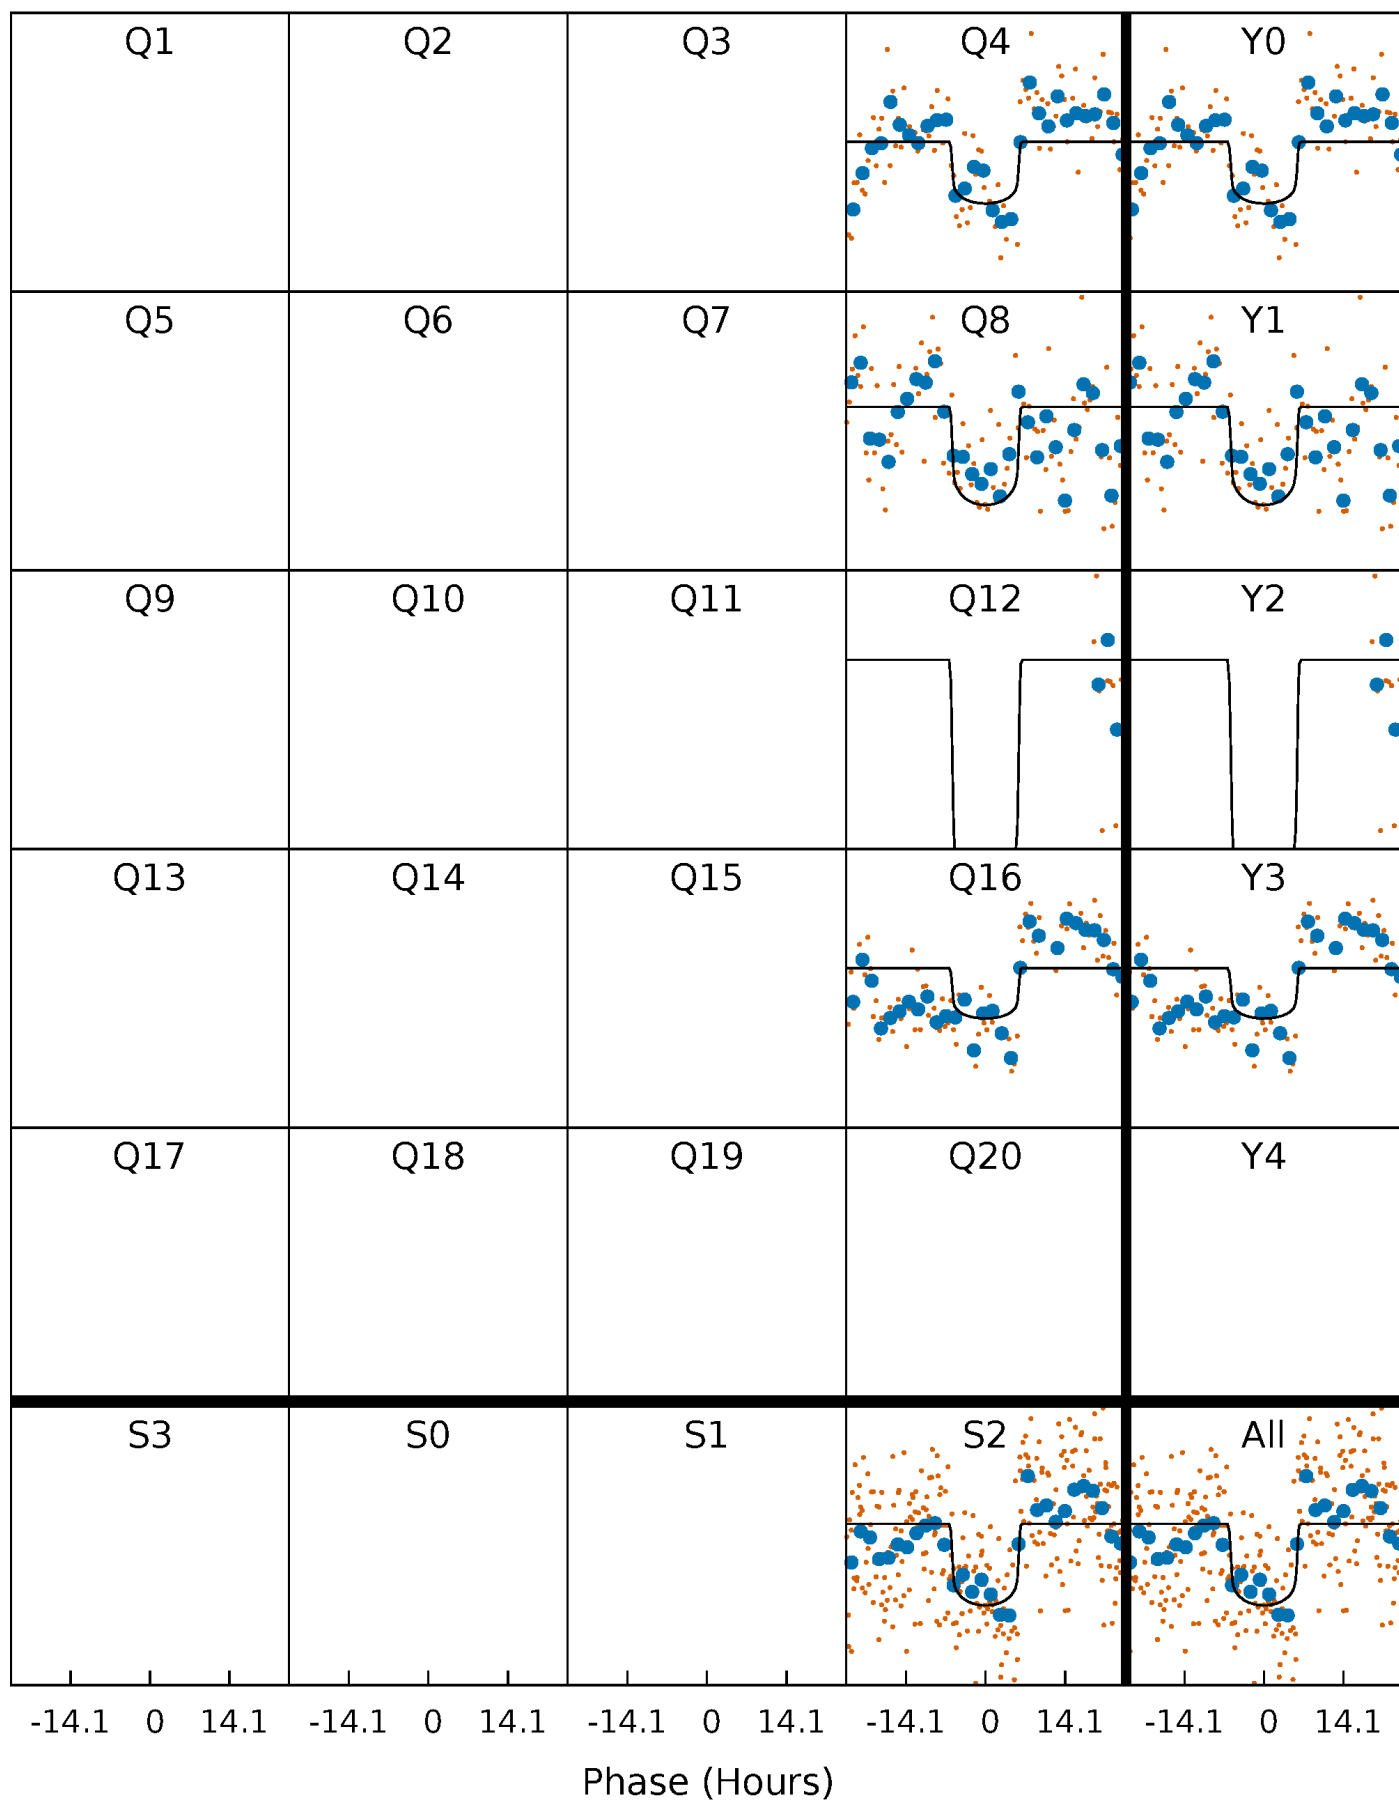 Q1 Q2 Q3 Q4 Y0
Q5 Q6 Q7 Q8 Y1
Q9 Q10 Q11 Q12 Y2
Q13 Q14 Q15 Q16 Y3
Q17 Q18 Q19 Q20 Y4
S3 S0 S1 S2 All
-14.1 0 14.1 -14.1 0 14.1 -14.1 0 14.1 -14.1 0 14.1 -14.1 0 14.1
Phase (Hours)